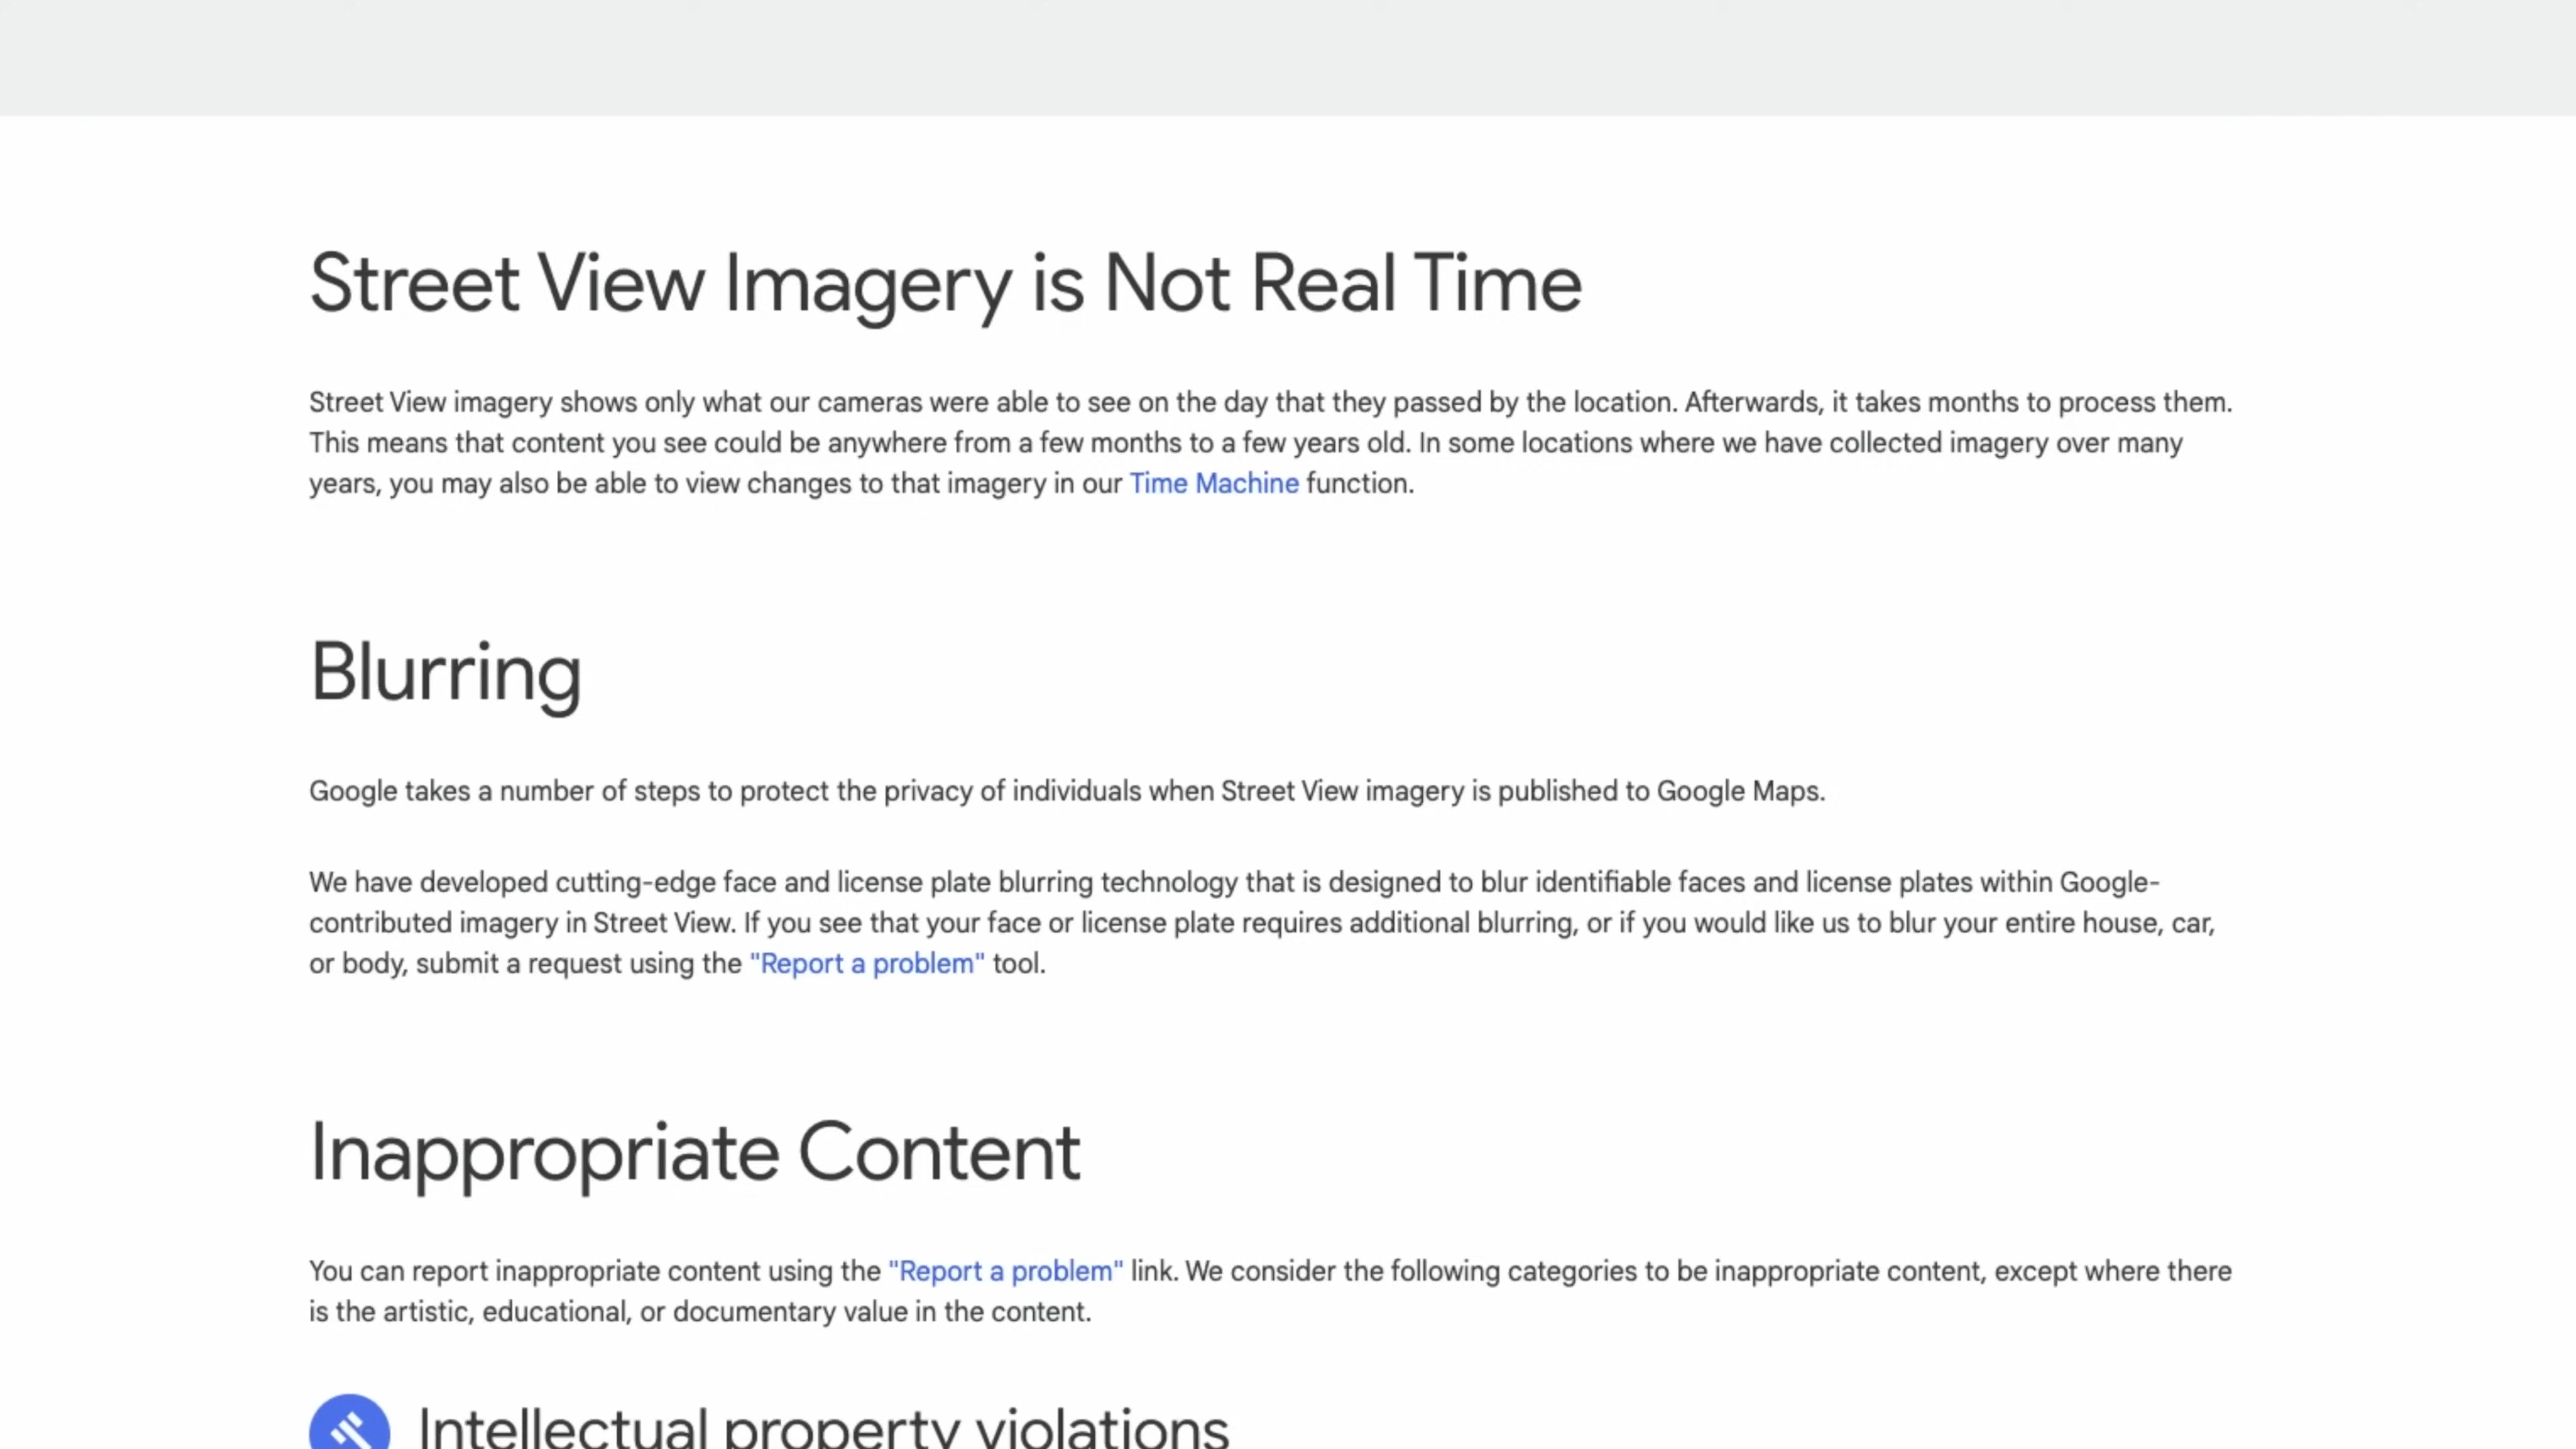 Street View Imagery is Not Real Time
Street View imagery shows only what our cameras were able to see on the day that they passed by the location. Afterwards, it takes months to process them.
This means that content you see could be anywhere from a few months to a few years old. In some locations where we have collected imagery over many
years, you may also be able to view changes to that imagery in our Time Machine function.
Blurring
Google takes a number of steps to protect the privacy of individuals when Street View imagery is published to Google Maps.
We have developed cutting-edge face and license plate blurring technology that is designed to blur identifiable faces and license plates within Google-
contributed imagery in Street View. If you see that your face or license plate requires additional blurring, or if you would like us to blur your entire house, car,
or body, submit a request using the "Report a problem" tool.
Inappropriate Content
You can report inappropriate content using the "Report a problem" link. We consider the following categories to be inappropriate content, except where there
is the artistic, educational, or documentary value in the content.
Intellectual property violations